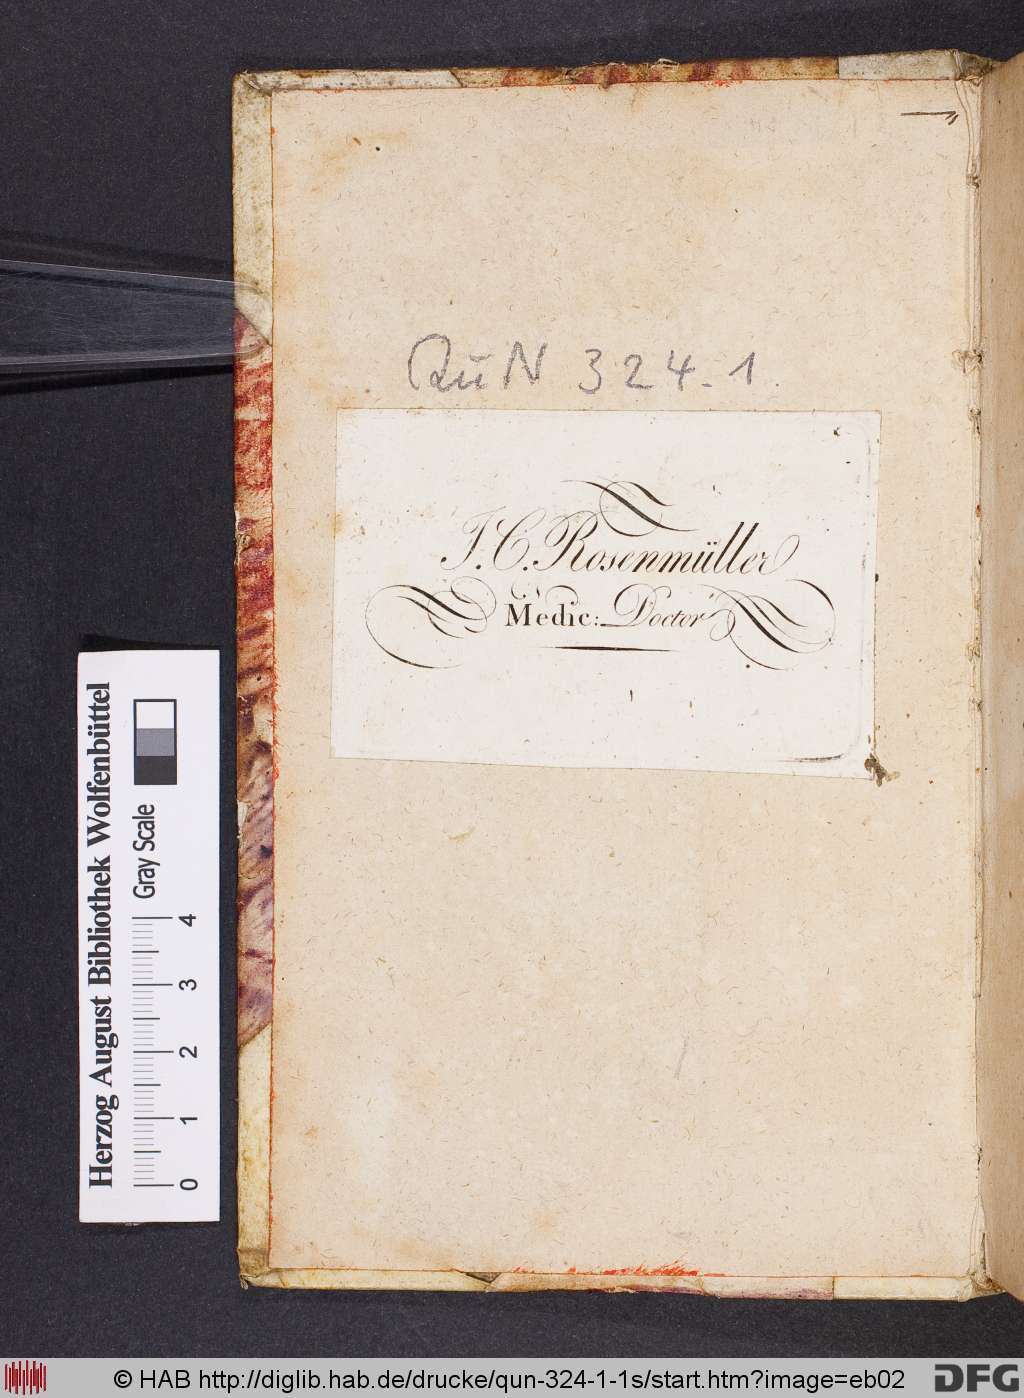 QuN 324.1
J. C. Rosenmüller
Medic: Doctor
Herzog August Bibliothek Wolfenbüttel
Gray Scale
0 1 2 3 4
© HAB http://diglib.hab.de/drucke/qun-324-1-1s/start.htm?image=eb02
DFG